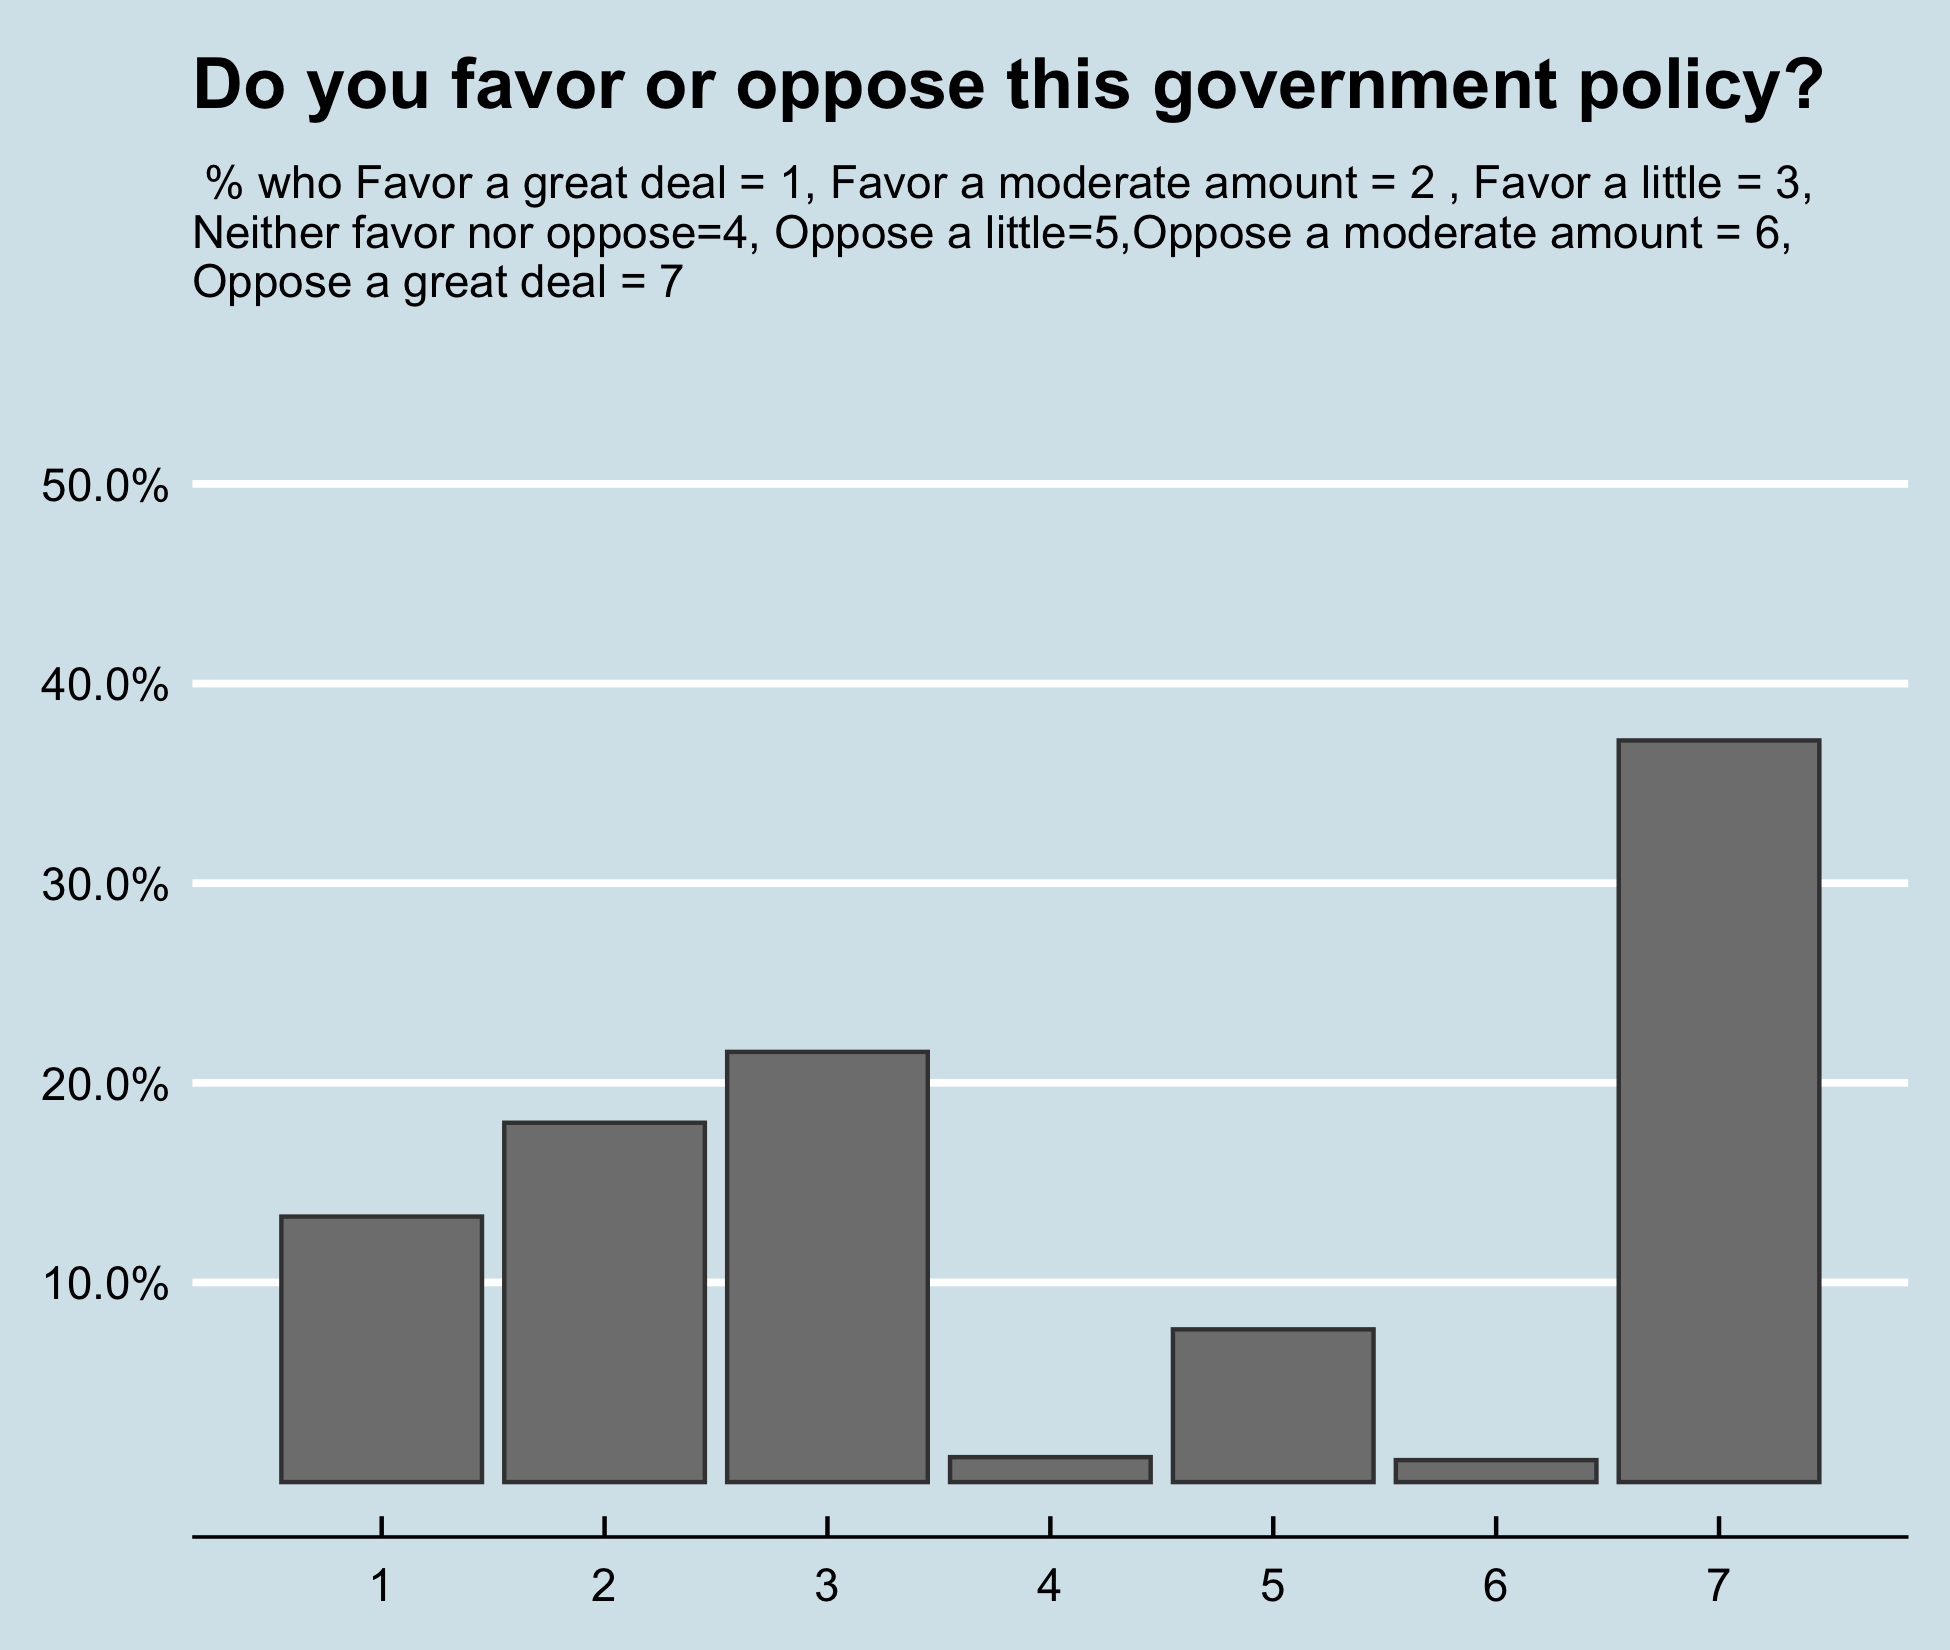 Do you favor or oppose this government policy?
% who Favor a great deal = 1, Favor a moderate amount = 2 , Favor a little = 3,
Neither favor nor oppose=4, Oppose a little=5,Oppose a moderate amount = 6,
Oppose a great deal = 7
50.0%
40.0%
30.0%
20.0%
10.0%
1 2 3 4 5 6 7